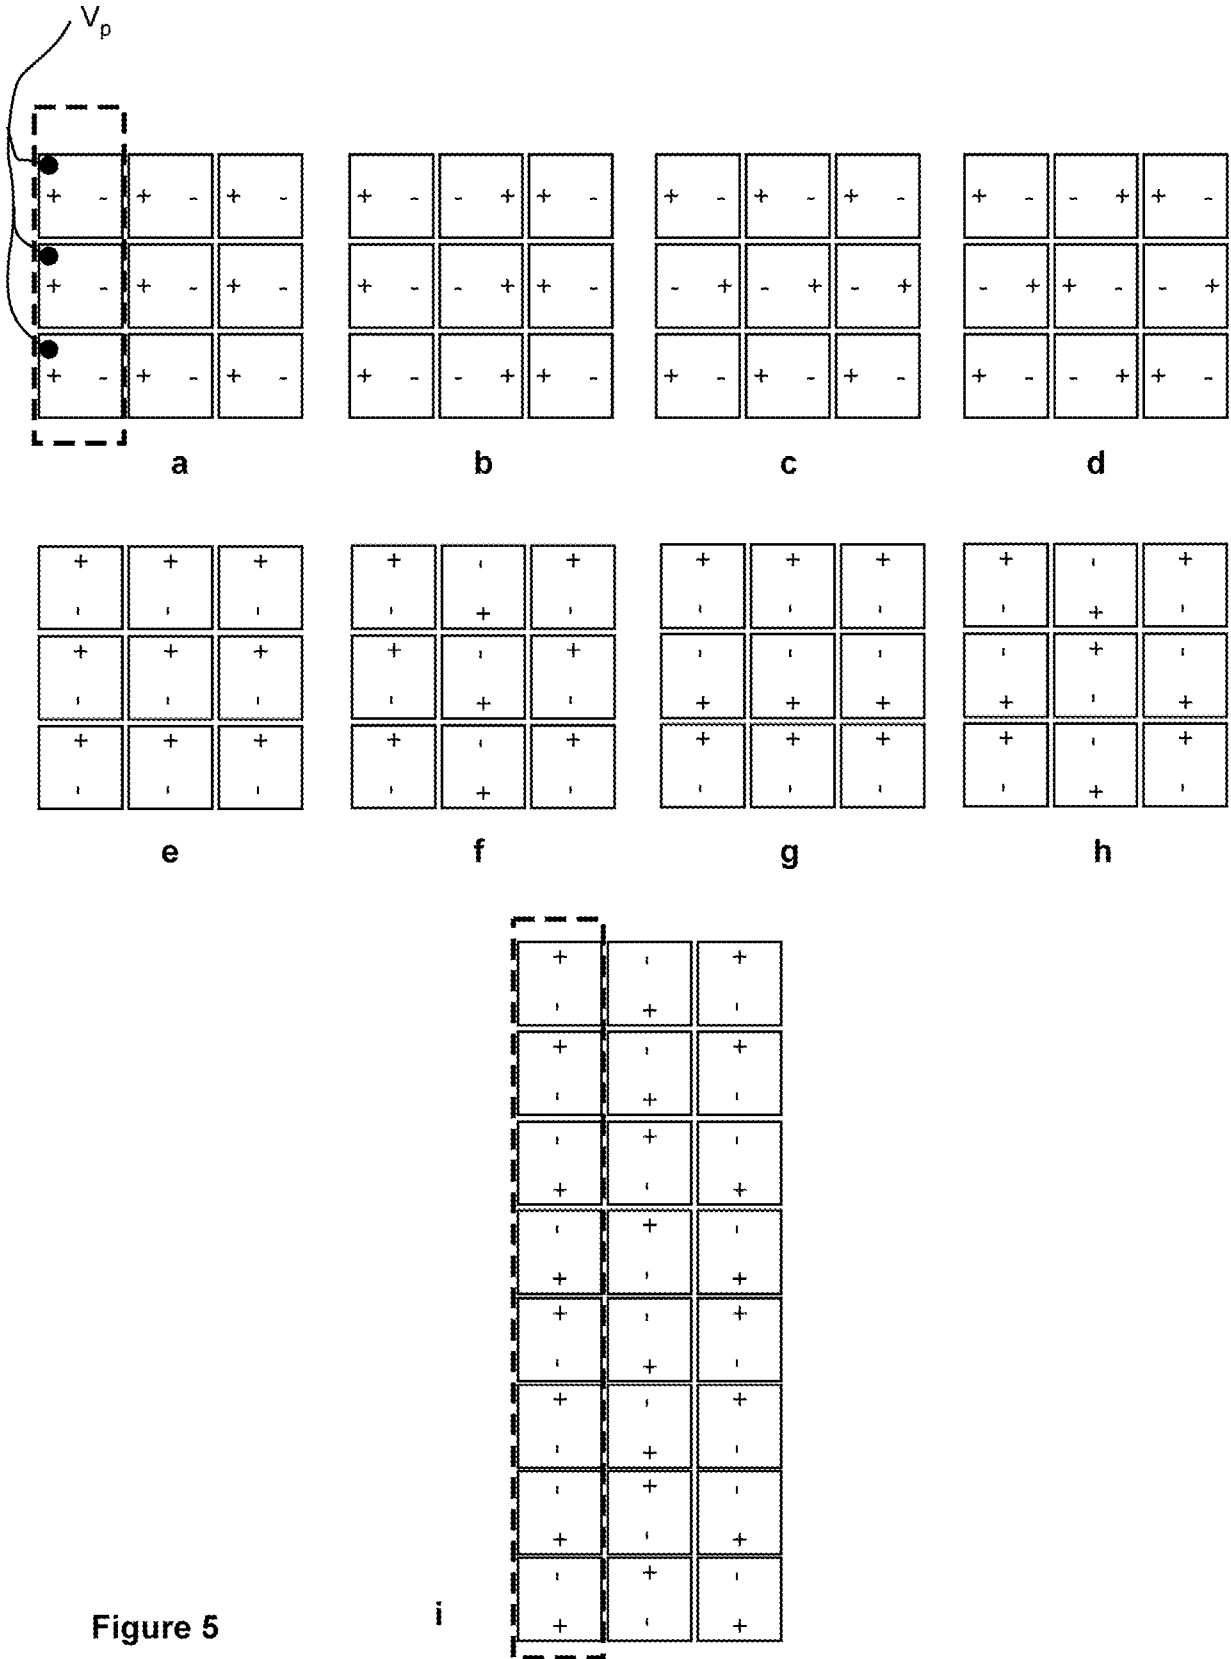 Vp
+ - + - + -
+ - + - + -
+ - + - + -
a
+ - - + + -
+ - - + + -
+ - - + + -
b
+ - + - + -
- + - + - +
+ - + - + -
c
+ - - + + -
- + + - - +
+ - - + + -
d
+ + +
- - -
+ + +
- - -
+ + +
- - -
e
+ - +
- + -
+ - +
- + -
+ - +
- + -
f
+ + +
- - -
- - -
+ + +
+ + +
- - -
g
+ - +
- + -
- + -
+ - +
+ - +
- + -
h
+ - +
- + -
+ - +
- + -
- + -
+ - +
- + -
+ - +
+ - +
- + -
+ - +
- + -
- + -
+ - +
- + -
+ - +
i
Figure 5